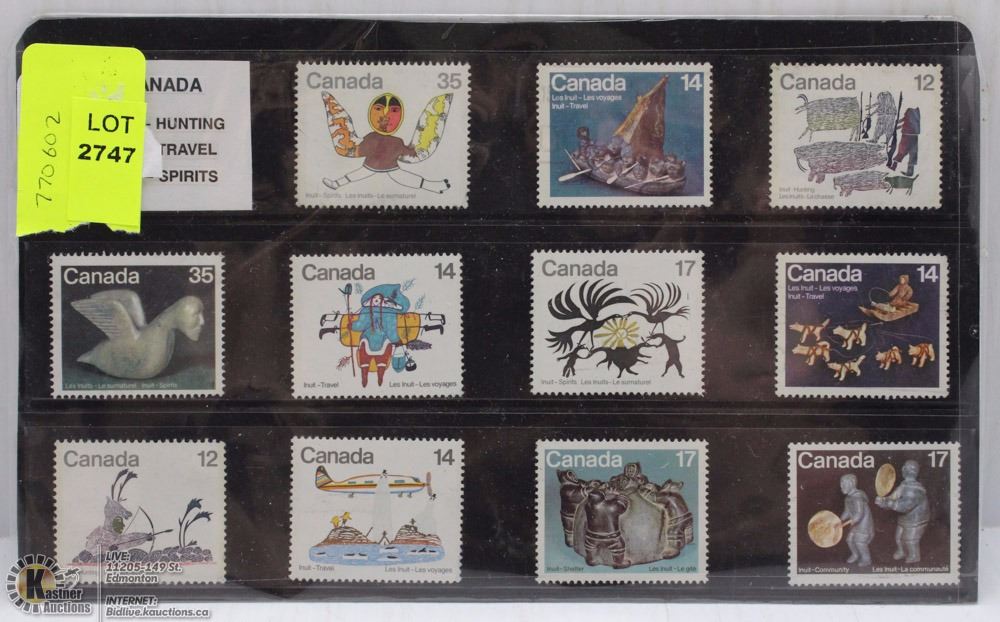 LOT
2747
770602
ANADA
- HUNTING
TRAVEL
- SPIRITS
Canada 35
Inuit-Spirits Les Inuits-Le surnaturel
Canada 14
Les Inuit-Les voyages
Inuit-Travel
Canada 12
Inuit-Hunting
Les Inuits-La chasse
Canada 35
Les Inuits-Le surnaturel Inuit-Spirits
Canada 14
Inuit-Travel Les Inuit-Les voyages
Canada 17
Inuit-Spirits Les Inuits-Le surnaturel
Canada 14
Les Inuit-Les voyages
Inuit-Travel
Canada 12
Canada 14
Inuit-Travel Les Inuit-Les voyages
Canada 17
Inuit-Shelter Les Inuit-Le gîte
Canada 17
Inuit-Community Les Inuit-La communauté
Kastner
Auctions
LIVE:
11205-149 St.
Edmonton
INTERNET:
Bidlive.kauctions.ca